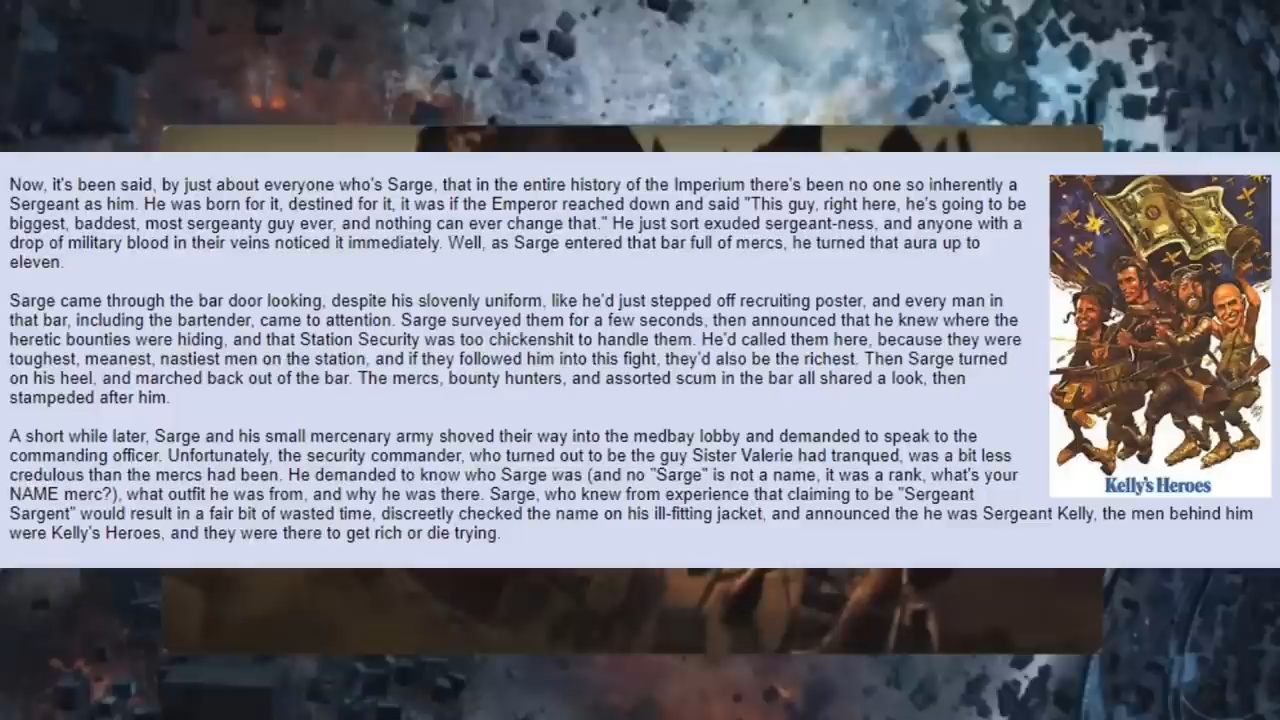 Now, it's been said, by just about everyone who's Sarge, that in the entire history of the Imperium there's been no one so inherently a
Sergeant as him. He was born for it, destined for it, it was if the Emperor reached down and said "This guy, right here, he's going to be
biggest, baddest, most sergeanty guy ever, and nothing can ever change that." He just sort exuded sergeant-ness, and anyone with a
drop of military blood in their veins noticed it immediately. Well, as Sarge entered that bar full of mercs, he turned that aura up to
eleven.
Sarge came through the bar door looking, despite his slovenly uniform, like he'd just stepped off recruiting poster, and every man in
that bar, including the bartender, came to attention. Sarge surveyed them for a few seconds, then announced that he knew where the
heretic bounties were hiding, and that Station Security was too chickenshit to handle them. He'd called them here, because they were
toughest, meanest, nastiest men on the station, and if they followed him into this fight, they'd also be the richest. Then Sarge turned
on his heel, and marched back out of the bar. The mercs, bounty hunters, and assorted scum in the bar all shared a look, then
stampeded after him.
A short while later, Sarge and his small mercenary army shoved their way into the medbay lobby and demanded to speak to the
commanding officer. Unfortunately, the security commander, who turned out to be the guy Sister Valerie had tranqued, was a bit less
credulous than the mercs had been. He demanded to know who Sarge was (and no "Sarge" is not a name, it was a rank, what's your
NAME merc?), what outfit he was from, and why he was there. Sarge, who knew from experience that claiming to be "Sergeant
Sargent" would result in a fair bit of wasted time, discreetly checked the name on his ill-fitting jacket, and announced the he was Sergeant Kelly, the men behind him
were Kelly's Heroes, and they were there to get rich or die trying.
Kelly's Heroes